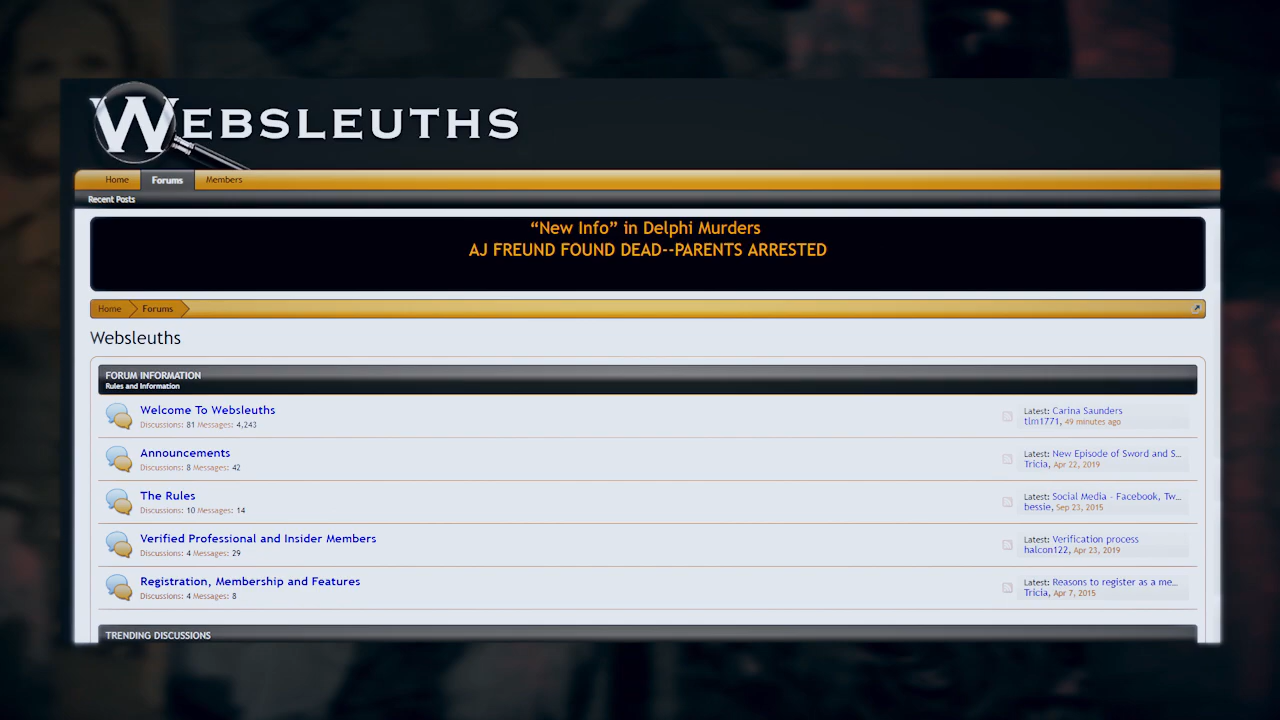 WEBSLEUTHS
Home Forums Members
Recent Posts
“New Info” in Delphi Murders
AJ FREUND FOUND DEAD--PARENTS ARRESTED
Home Forums
Websleuths
FORUM INFORMATION
Rules and Information
Welcome To Websleuths
Discussions: 81 Messages: 4,243
Latest: Carina Saunders
tlm1771, 49 minutes ago
Announcements
Discussions: 8 Messages: 42
Latest: New Episode of Sword and S...
Tricia, Apr 22, 2019
The Rules
Discussions: 10 Messages: 14
Latest: Social Media - Facebook, Tw...
bessie, Sep 23, 2015
Verified Professional and Insider Members
Discussions: 4 Messages: 29
Latest: Verification process
halcon122, Apr 23, 2019
Registration, Membership and Features
Discussions: 4 Messages: 8
Latest: Reasons to register as a me...
Tricia, Apr 7, 2015
TRENDING DISCUSSIONS